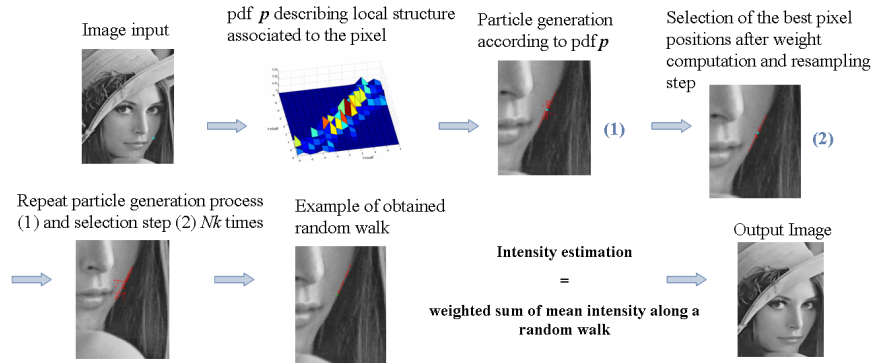 Image input
pdf p describing local structure
associated to the pixel
Particle generation
according to pdf p
(1)
Selection of the best pixel
positions after weight
computation and resampling
step
(2)
Repeat particle generation process
(1) and selection step (2) Nk times
Example of obtained
random walk
Intensity estimation
=
weighted sum of mean intensity along a
random walk
Output Image